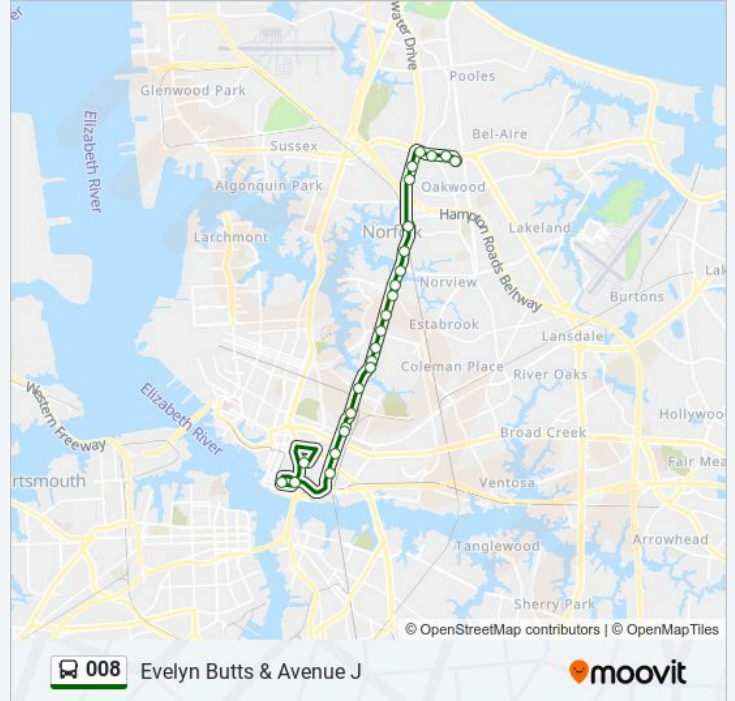 water Drive
Pooles
Glenwood Park
Elizabeth River
Bel-Aire
Sussex
Algonquin Park
Oakwood
Hampton Roads Beltway
Larchmont
Norfolk
Lakeland
Lak
Norview
Burtons
Estabrook
Lansdale
Coleman Place
River Oaks
Elizabeth River
Western Freeway
Hollywoo
Broad Creek
Fair Mea
rtsmouth
Ventosa
Arrowhead
Tanglewood
Sherry Park
© OpenStreetMap contributors | © OpenMapTiles
008 Evelyn Butts & Avenue J
moovit